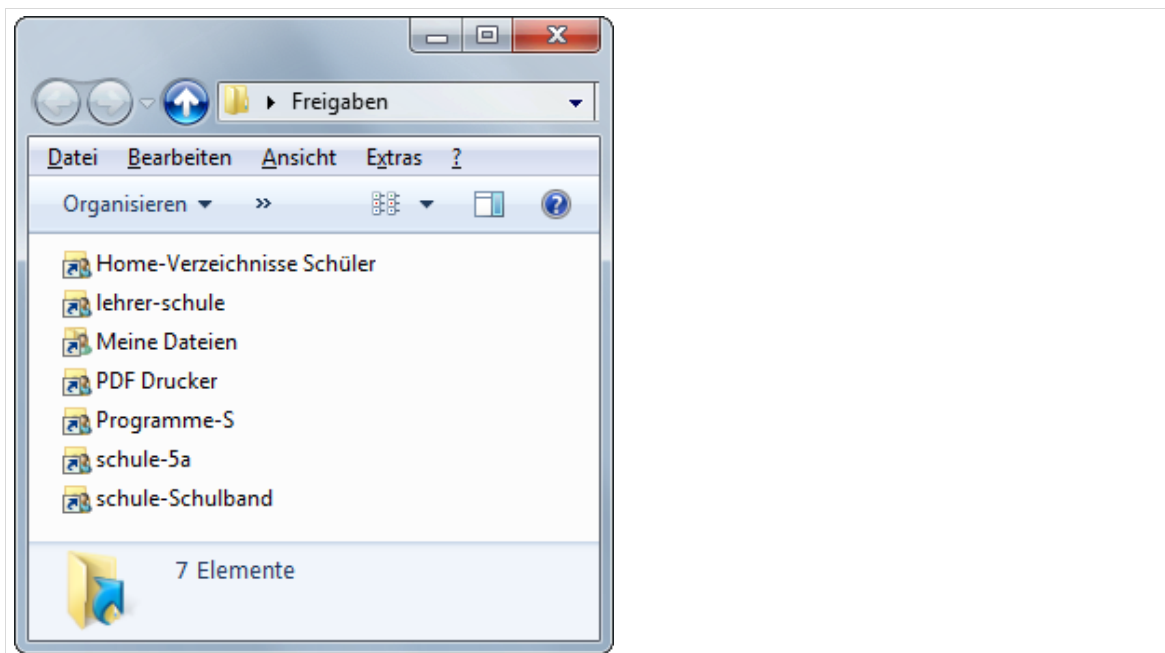 Freigaben
Datei Bearbeiten Ansicht Extras ?
Organisieren »
Home-Verzeichnisse Schüler
lehrer-schule
Meine Dateien
PDF Drucker
Programme-S
schule-5a
schule-Schulband
7 Elemente